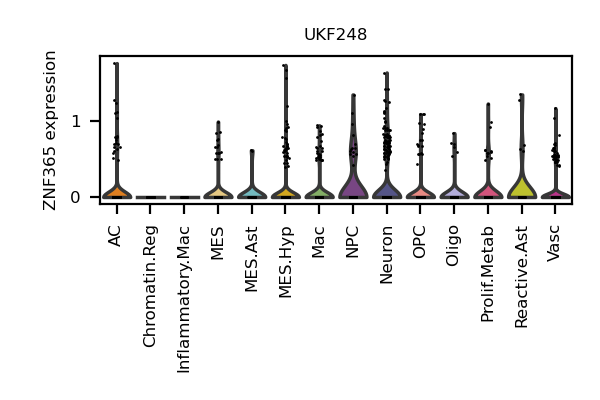 UKF248
ZNF365 expression
1
0
AC
Chromatin.Reg
Inflammatory.Mac
MES
MES.Ast
MES.Hyp
Mac
NPC
Neuron
OPC
Oligo
Prolif.Metab
Reactive.Ast
Vasc